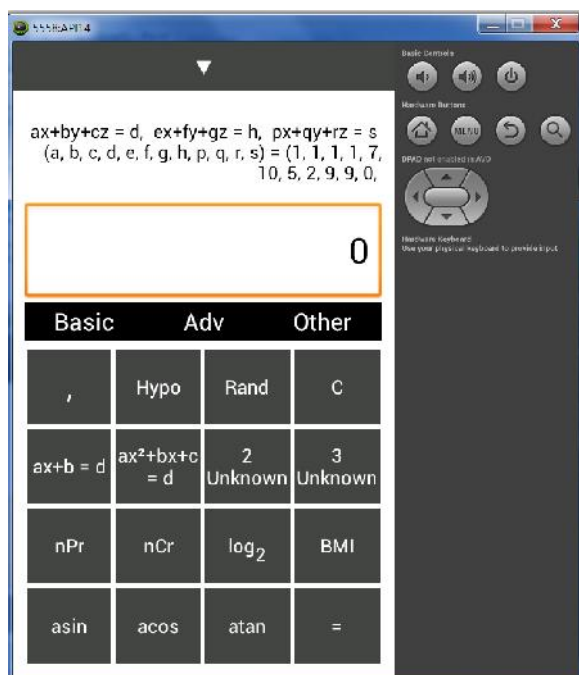 5558:API14
ax+by+cz = d, ex+fy+gz = h, px+qy+rz = s
(a, b, c, d, e, f, g, h, p, q, r, s) = (1, 1, 1, 1, 7,
10, 5, 2, 9, 9, 0,
0
Basic Adv Other
, Hypo Rand C
ax+b = d ax²+bx+c = d 2 Unknown 3 Unknown
nPr nCr log₂ BMI
asin acos atan =
Basic Controls
Hardware Buttons
MENU
DPAD not enabled in AVD
Hardware Keyboard
Use your physical keyboard to provide input